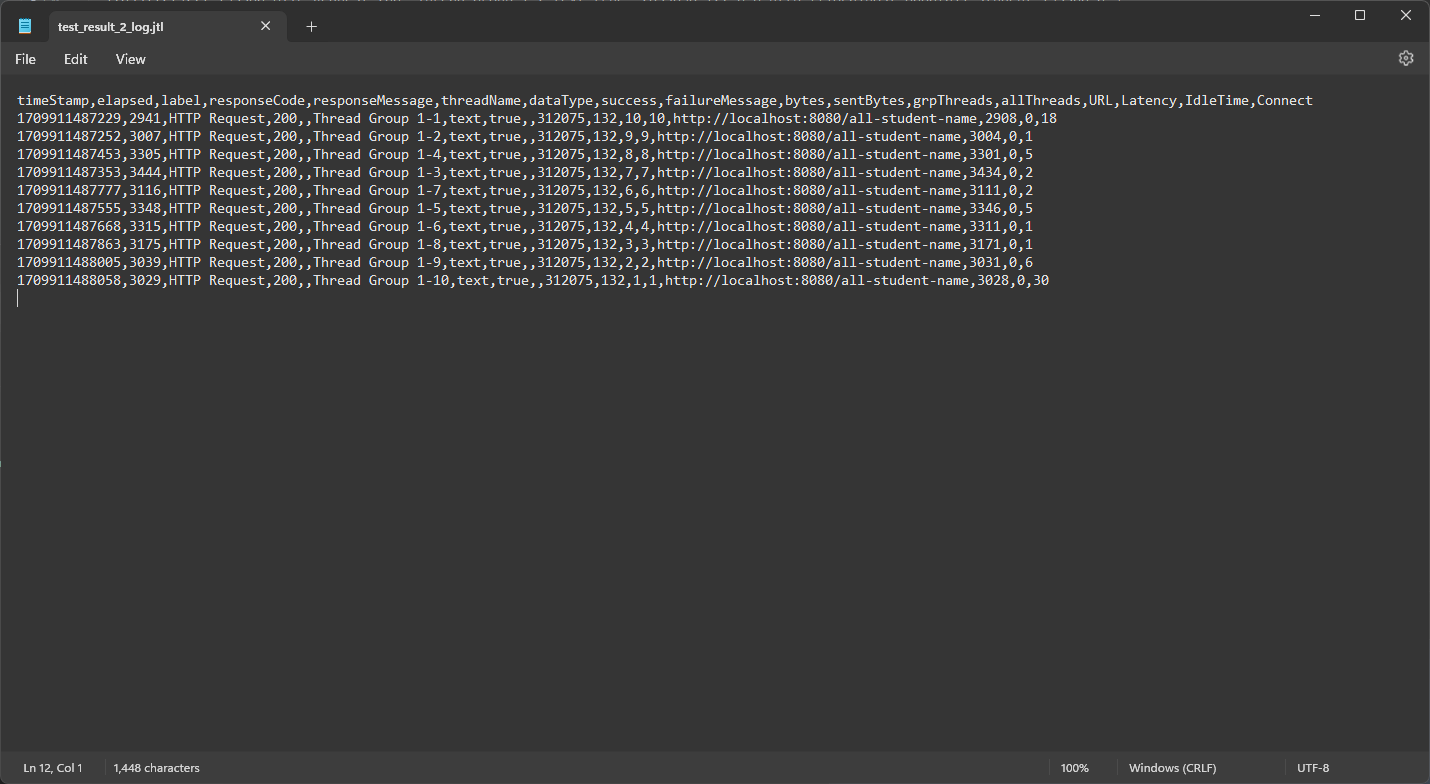 test_result_2_log.jtl
File Edit View
timeStamp,elapsed,label,responseCode,responseMessage,threadName,dataType,success,failureMessage,bytes,sentBytes,grpThreads,allThreads,URL,Latency,IdleTime,Connect
1709911487229,2941,HTTP Request,200,,Thread Group 1-1,text,true,,312075,132,10,10,http://localhost:8080/all-student-name,2908,0,18
1709911487252,3007,HTTP Request,200,,Thread Group 1-2,text,true,,312075,132,9,9,http://localhost:8080/all-student-name,3004,0,1
1709911487453,3305,HTTP Request,200,,Thread Group 1-4,text,true,,312075,132,8,8,http://localhost:8080/all-student-name,3301,0,5
1709911487353,3444,HTTP Request,200,,Thread Group 1-3,text,true,,312075,132,7,7,http://localhost:8080/all-student-name,3434,0,2
1709911487777,3116,HTTP Request,200,,Thread Group 1-7,text,true,,312075,132,6,6,http://localhost:8080/all-student-name,3111,0,2
1709911487555,3348,HTTP Request,200,,Thread Group 1-5,text,true,,312075,132,5,5,http://localhost:8080/all-student-name,3346,0,5
1709911487668,3315,HTTP Request,200,,Thread Group 1-6,text,true,,312075,132,4,4,http://localhost:8080/all-student-name,3311,0,1
1709911487863,3175,HTTP Request,200,,Thread Group 1-8,text,true,,312075,132,3,3,http://localhost:8080/all-student-name,3171,0,1
1709911488005,3039,HTTP Request,200,,Thread Group 1-9,text,true,,312075,132,2,2,http://localhost:8080/all-student-name,3031,0,6
1709911488058,3029,HTTP Request,200,,Thread Group 1-10,text,true,,312075,132,1,1,http://localhost:8080/all-student-name,3028,0,30
Ln 12, Col 1 1,448 characters 100% Windows (CRLF) UTF-8